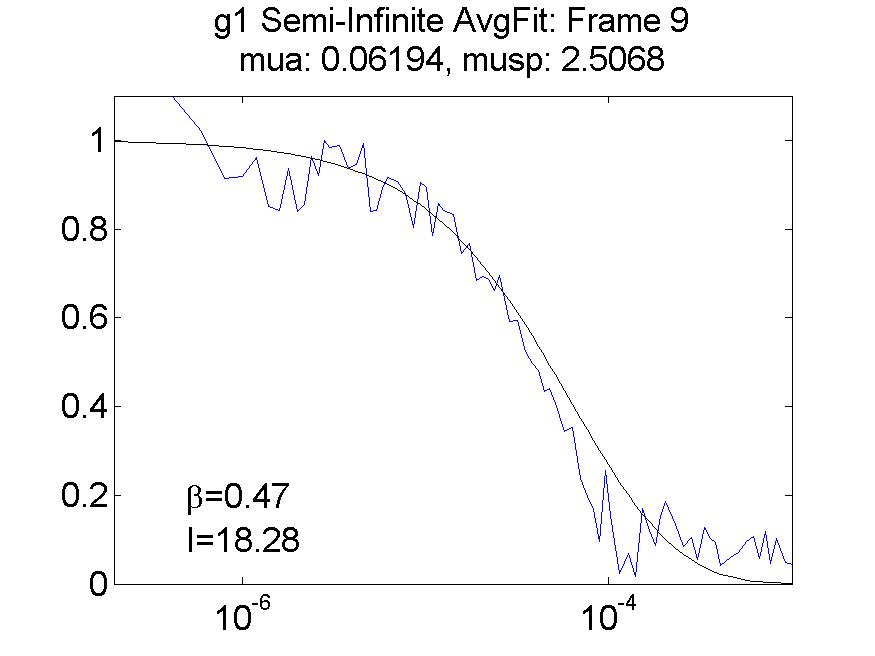 g1 Semi-Infinite AvgFit: Frame 9
mua: 0.06194, musp: 2.5068
1
0.8
0.6
0.4
0.2
0
β=0.47
I=18.28
10^-6
10^-4